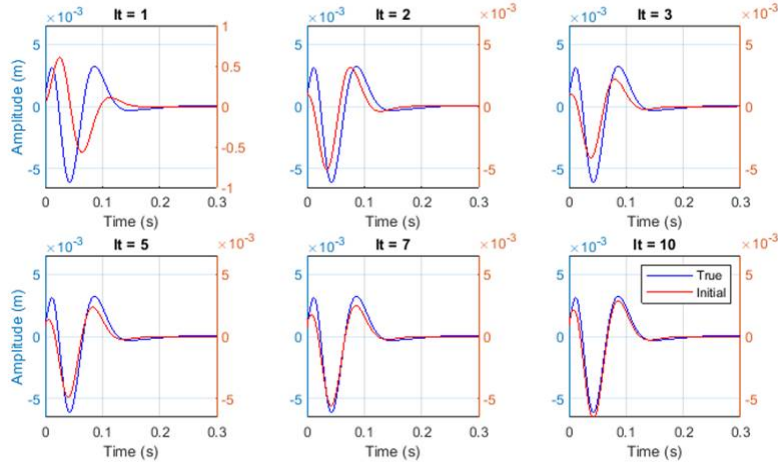 It = 1
It = 2
It = 3
×10⁻³
1
×10⁻³
×10⁻³
×10⁻³
×10⁻³
5
0.5
5
5
5
5
0
0
0
0
0
0
-5
-0.5
-5
-5
-5
-5
-1
Amplitude (m)
0 0.1 0.2 0.3
0 0.1 0.2 0.3
0 0.1 0.2 0.3
Time (s)
Time (s)
Time (s)
It = 5
It = 7
It = 10
×10⁻³
×10⁻³
×10⁻³
×10⁻³
×10⁻³
×10⁻³
True
Initial
5
5
5
5
5
5
0
0
0
0
0
0
-5
-5
-5
-5
-5
-5
Amplitude (m)
0 0.1 0.2 0.3
0 0.1 0.2 0.3
0 0.1 0.2 0.3
Time (s)
Time (s)
Time (s)